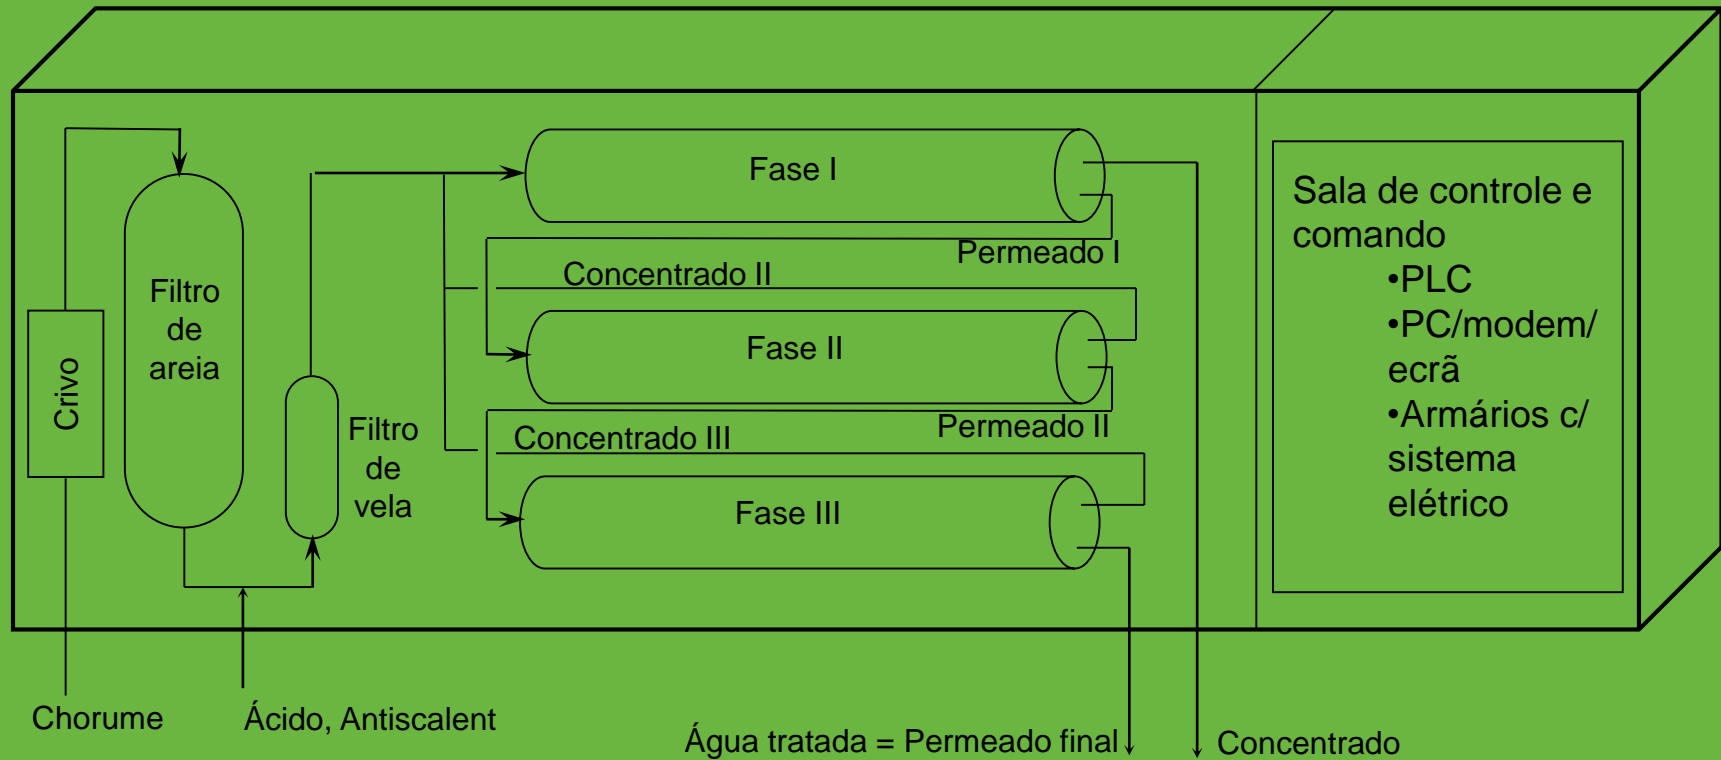 Fase I
Sala de controle e
comando
•PLC
•PC/modem/
ecrã
•Armários c/
sistema
elétrico
Permeado I
Concentrado II
Filtro
de
areia
Crivo
Fase II
Filtro
de
vela
Permeado II
Concentrado III
Fase III
Chorume
Ácido, Antiscalent
Água tratada = Permeado final
Concentrado